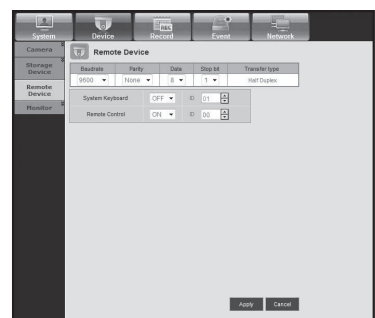 System Device Record Event Network
REC
Camera
Storage Device
Remote Device
Monitor
Remote Device
Baudrate Parity Data Stop bit Transfer type
9600 None 8 1 Half Duplex
System Keyboard OFF ID 01
Remote Control ON ID 00
Apply Cancel